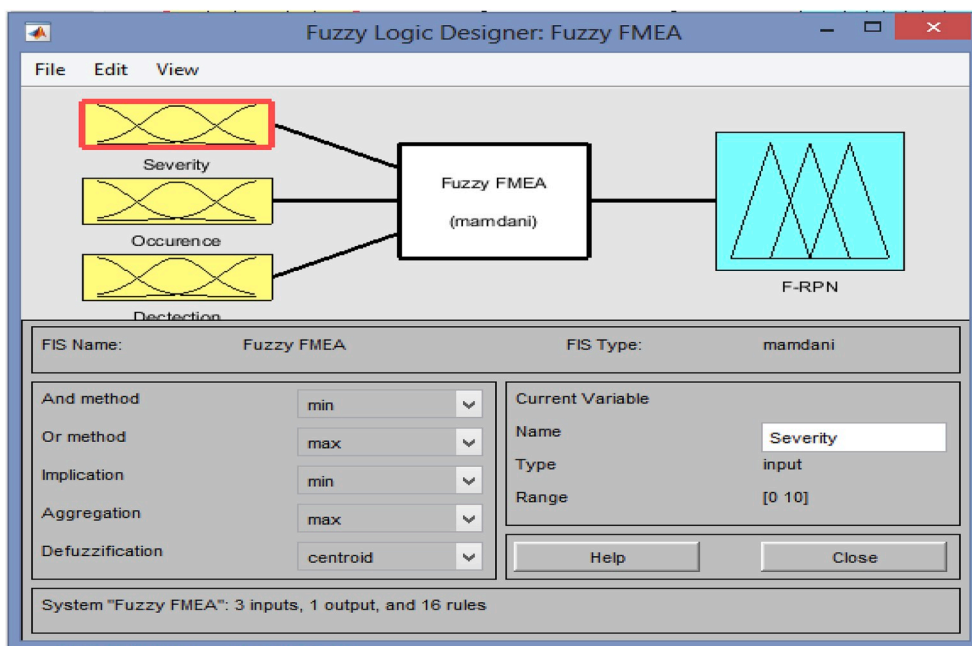 Fuzzy Logic Designer: Fuzzy FMEA
File Edit View
Severity
Occurence
Dectection
Fuzzy FMEA
(mamdani)
F-RPN
FIS Name: Fuzzy FMEA FIS Type: mamdani
And method min
Or method max
Implication min
Aggregation max
Defuzzification centroid
Current Variable
Name Severity
Type input
Range [0 10]
Help Close
System "Fuzzy FMEA": 3 inputs, 1 output, and 16 rules